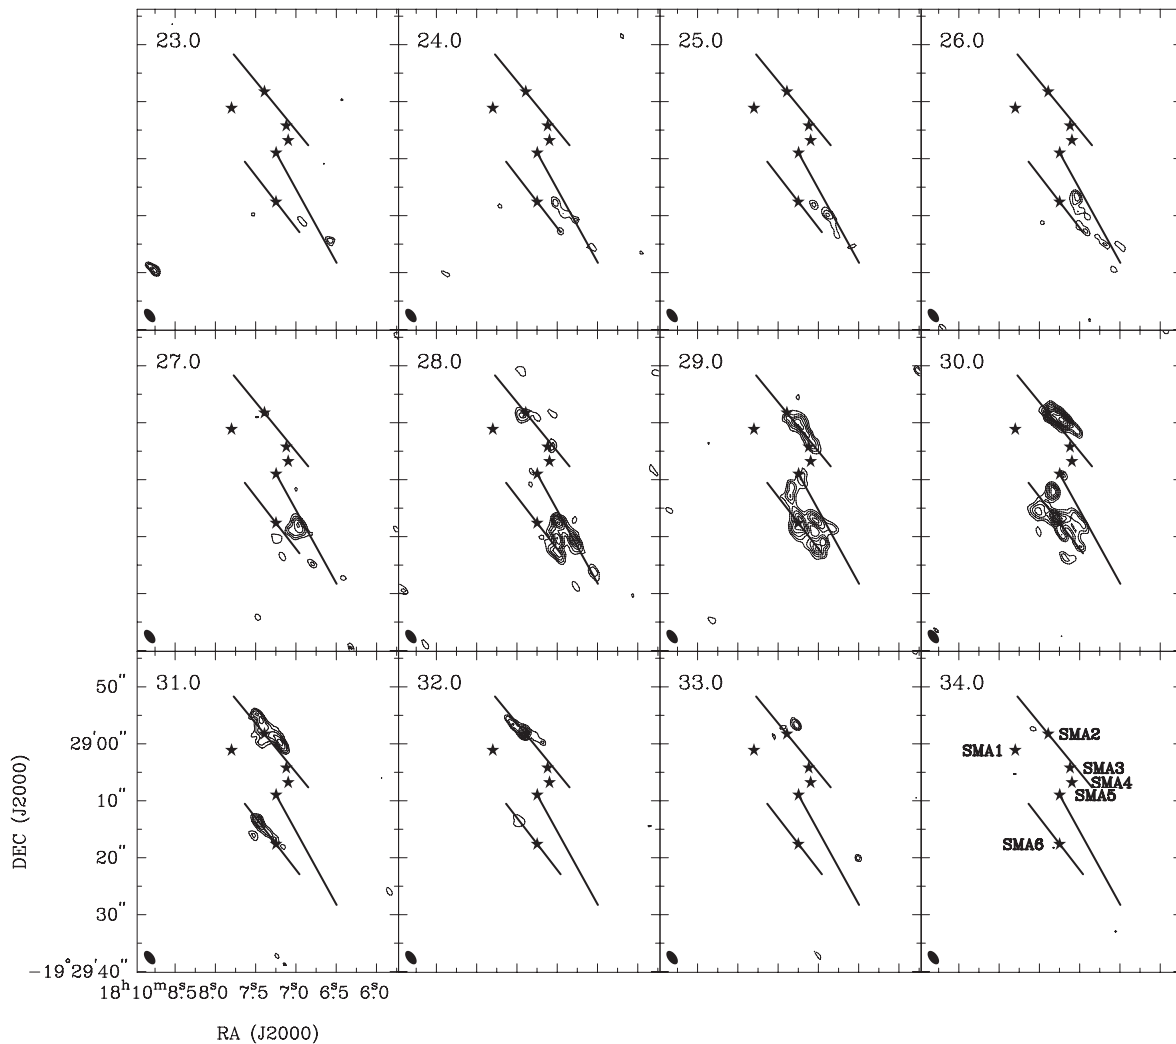 23.0 24.0 25.0 26.0
27.0 28.0 29.0 30.0
31.0 32.0 33.0 34.0
50"
29'00"
10"
20"
30"
−19°29'40"
SMA1
SMA2
SMA3
SMA4
SMA5
SMA6
DEC (J2000)
18ʰ10ᵐ8ˢ.5 8ˢ.0 7ˢ.5 7ˢ.0 6ˢ.5 6ˢ.0
RA (J2000)